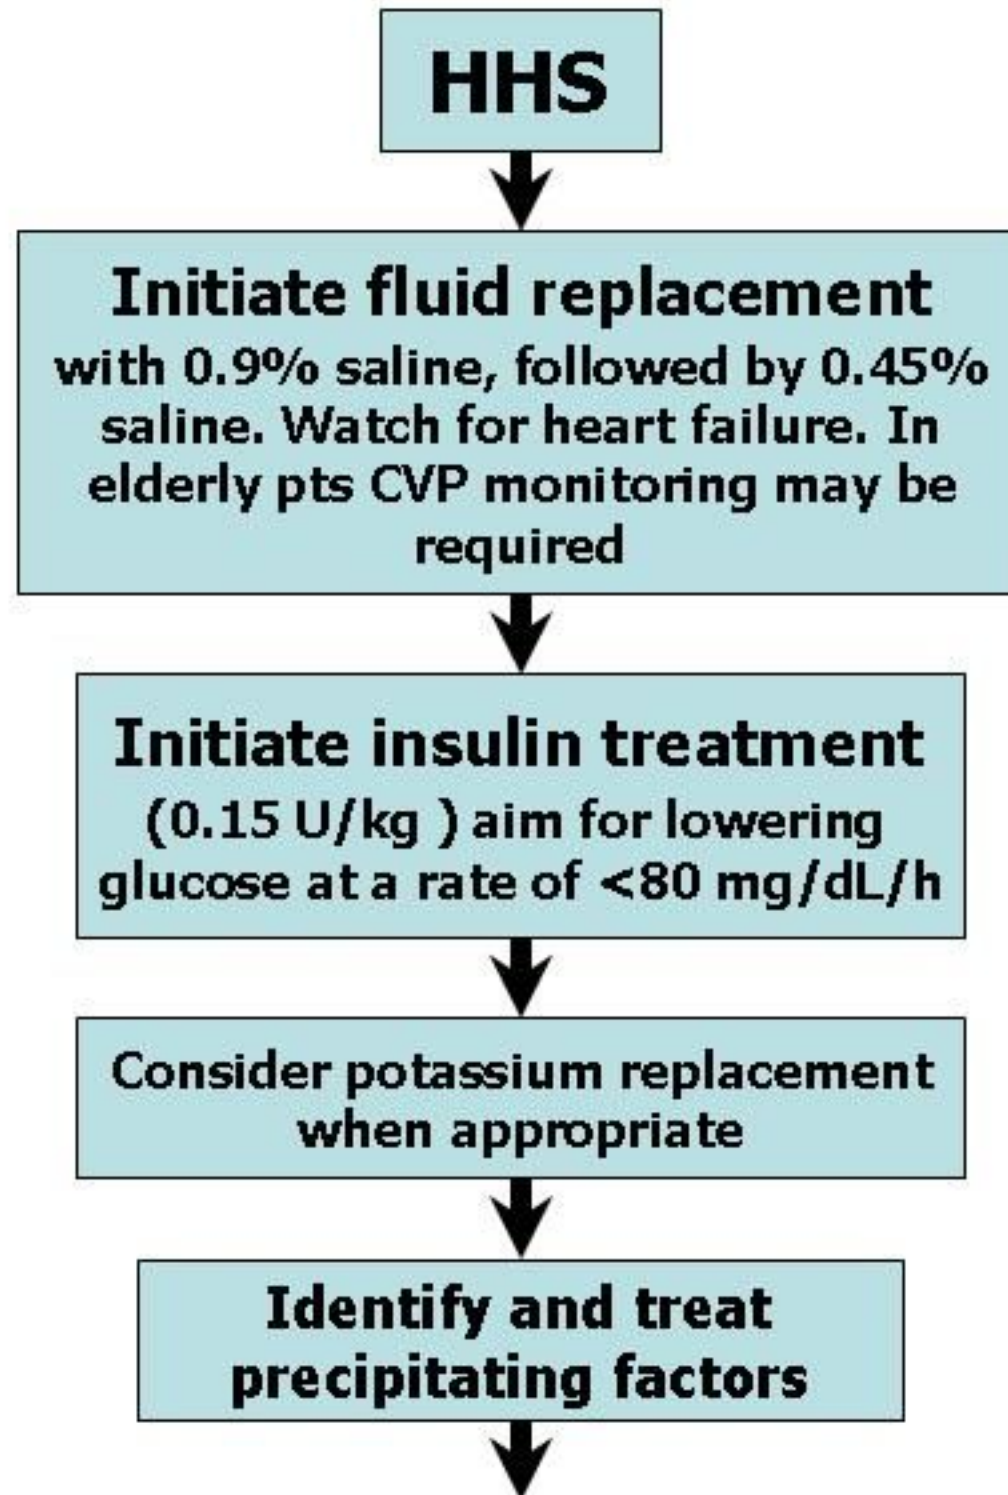 HHS
Initiate fluid replacement
with 0.9% saline, followed by 0.45%
saline. Watch for heart failure. In
elderly pts CVP monitoring may be
required
Initiate insulin treatment
(0.15 U/kg ) aim for lowering
glucose at a rate of <80 mg/dL/h
Consider potassium replacement
when appropriate
Identify and treat
precipitating factors